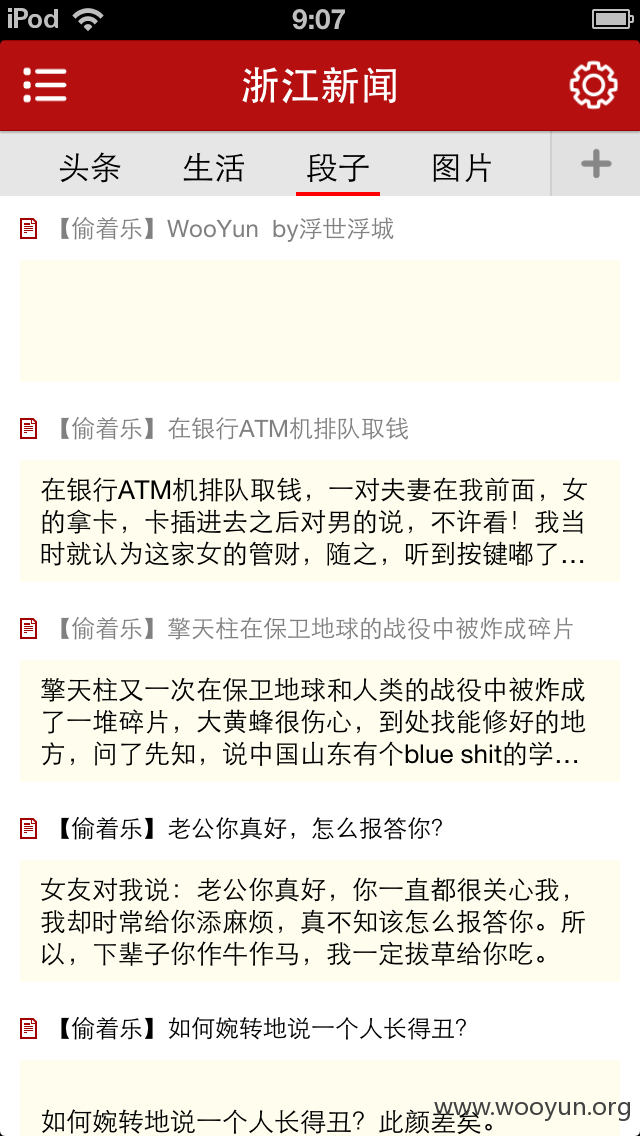 iPod 9:07
浙江新闻
头条 生活 段子 图片
【偷着乐】WooYun by浮世浮城
【偷着乐】在银行ATM机排队取钱
在银行ATM机排队取钱，一对夫妻在我前面，女
的拿卡，卡插进去之后对男的说，不许看！我当
时就认为这家女的管财，随之，听到按键嘟了...
【偷着乐】擎天柱在保卫地球的战役中被炸成碎片
擎天柱又一次在保卫地球和人类的战役中被炸成
了一堆碎片，大黄蜂很伤心，到处找能修好的地
方，问了先知，说中国山东有个blue shit的学...
【偷着乐】老公你真好，怎么报答你？
女友对我说：老公你真好，你一直都很关心我，
我却时常给你添麻烦，真不知该怎么报答你。所
以，下辈子你作牛作马，我一定拔草给你吃。
【偷着乐】如何婉转地说一个人长得丑？
如何婉转地说一个人长得丑？此颜差矣。
www.wooyun.org